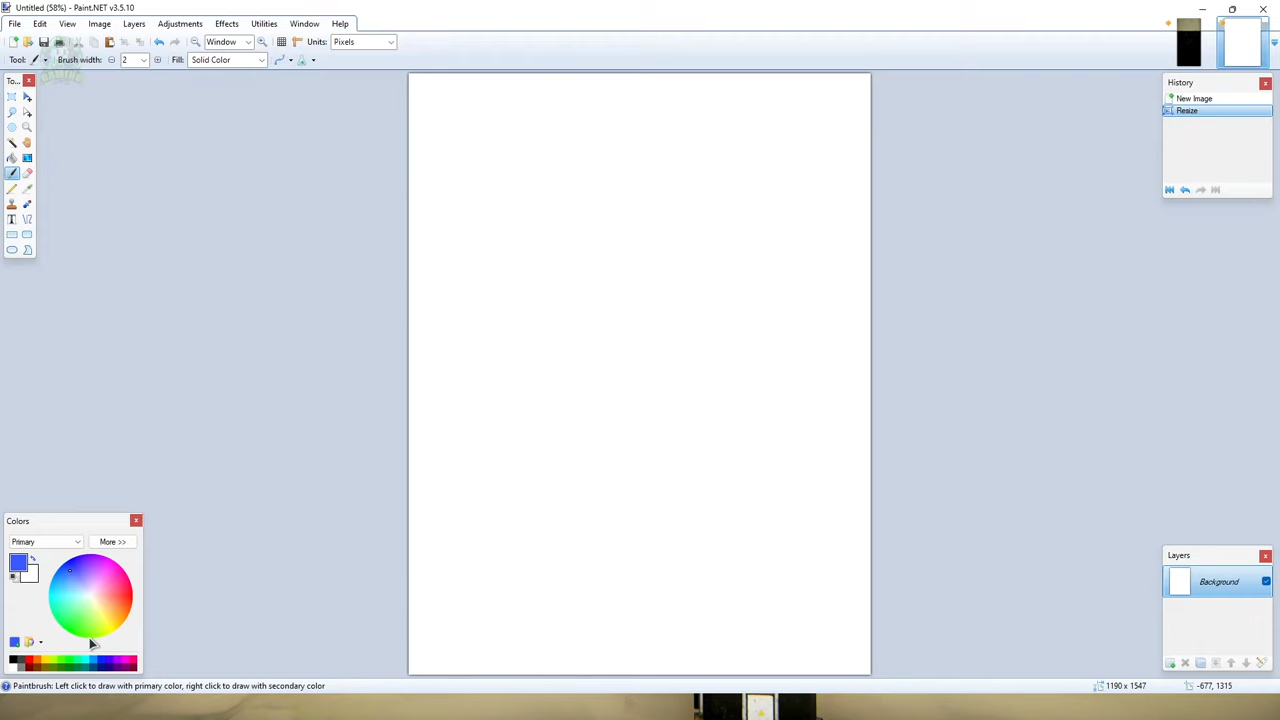 Untitled (58%) - Paint.NET v3.5.10
File Edit View Image Layers Adjustments Effects Utilities Window Help
Window Units: Pixels
Tool: Brush width: 2 Fill: Solid Color
To...
History
New Image
Resize
Colors
Primary More >>
Layers
Background
Paintbrush: Left click to draw with primary color, right click to draw with secondary color 1190 x 1547 -677, 1315